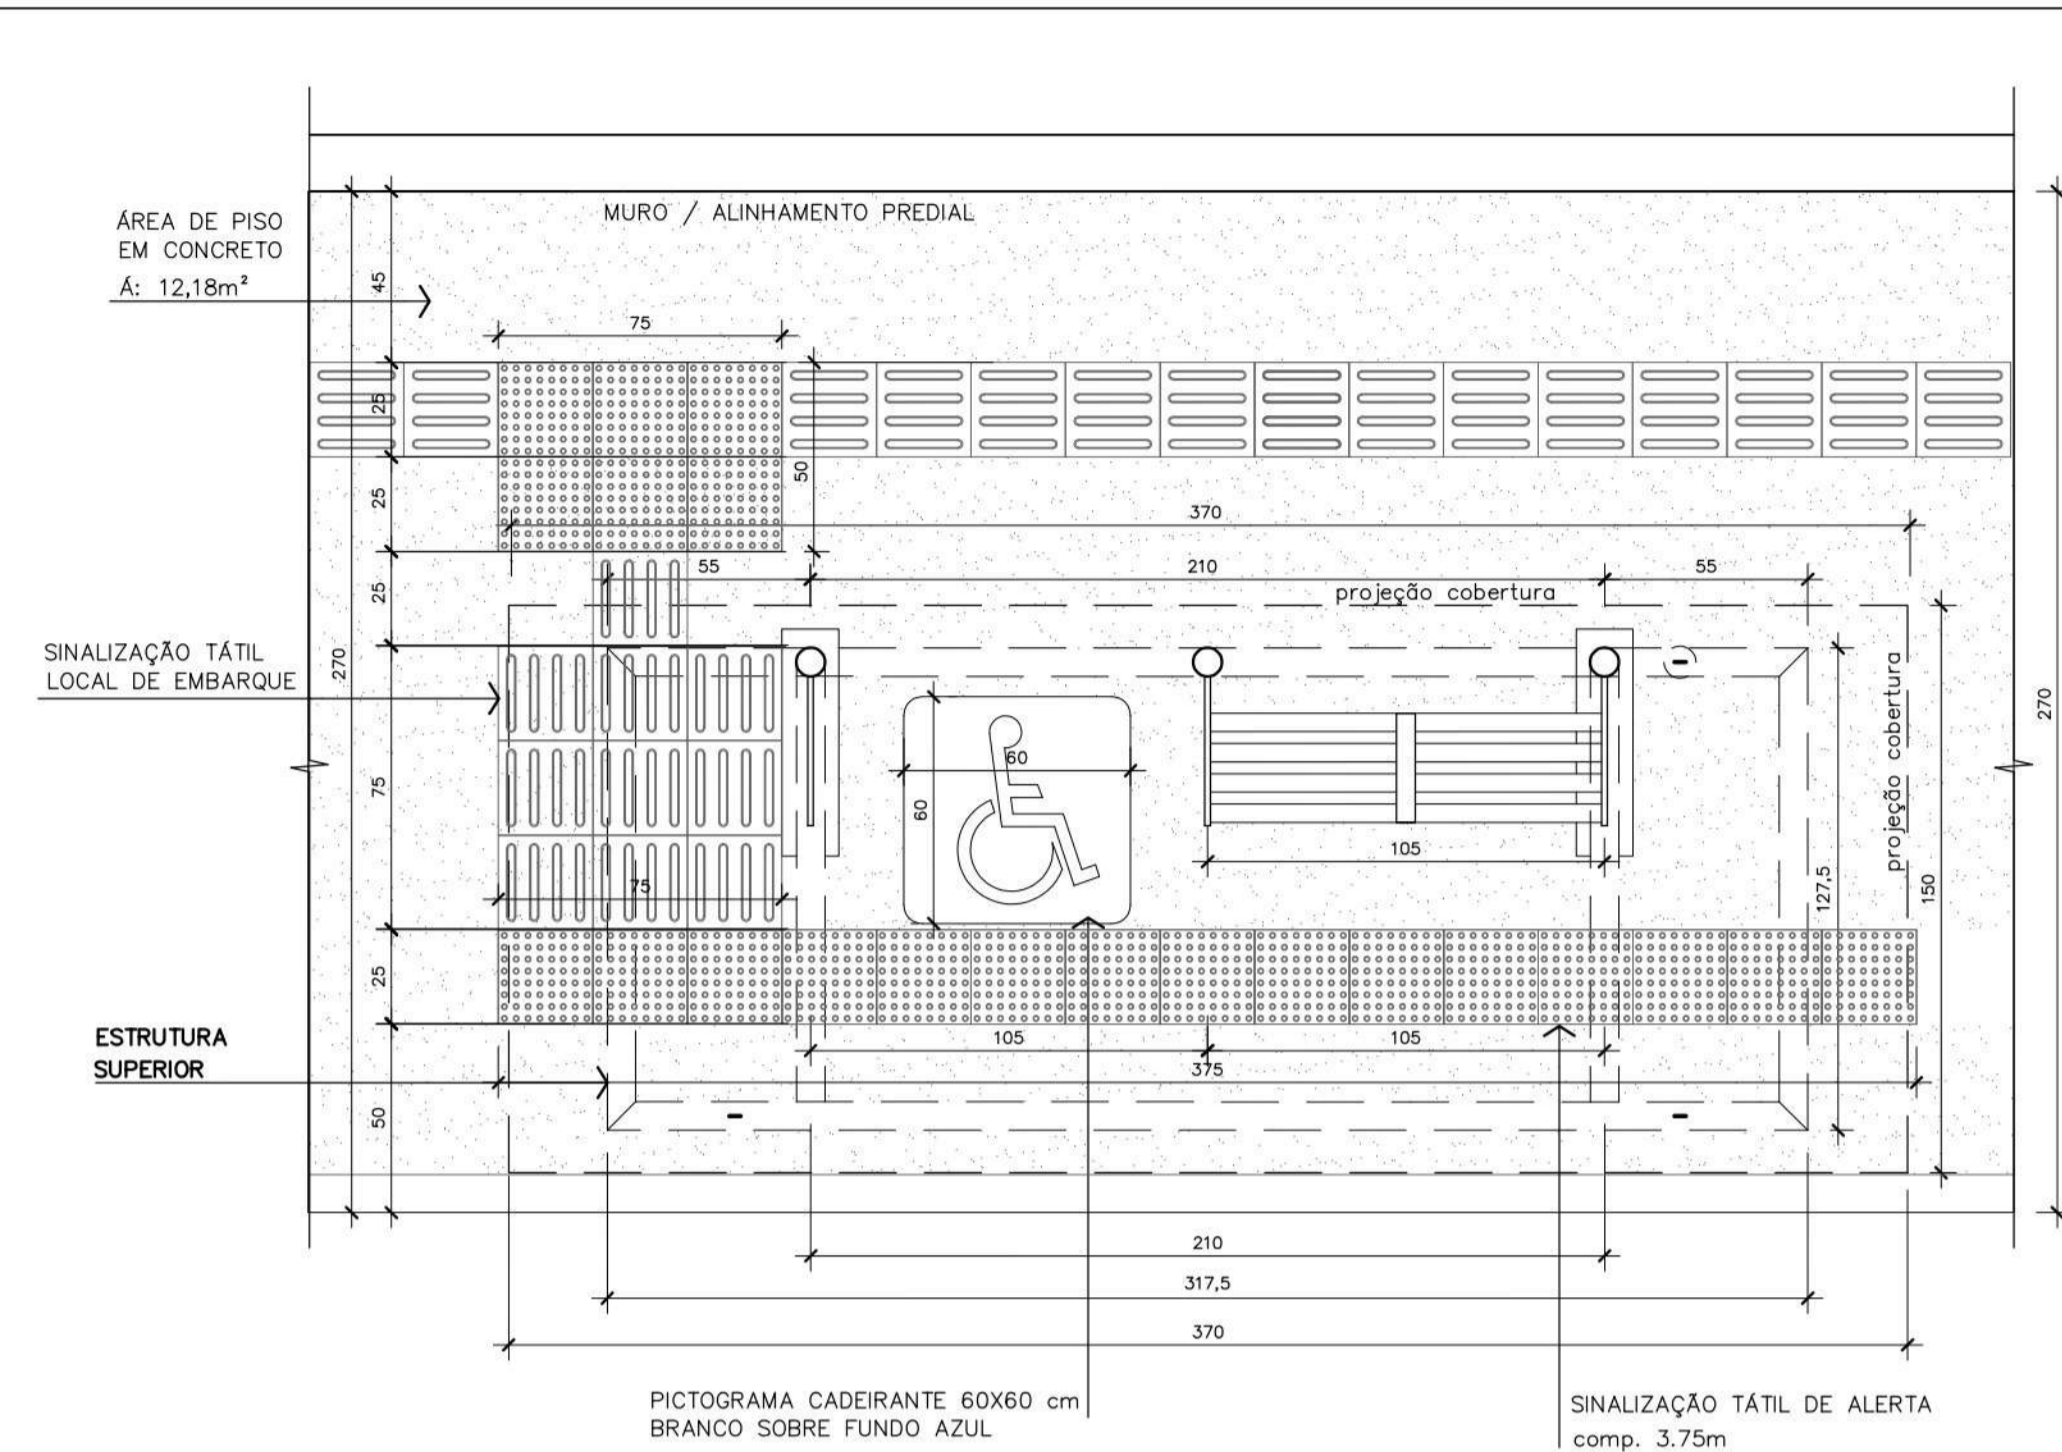 MURO / ALINHAMENTO PREDIAL
ÁREA DE PISO
EM CONCRETO
Á: 12,18m²
45
75
25
50
25
370
55
210
55
25
projeção cobertura
SINALIZAÇÃO TÁTIL
LOCAL DE EMBARQUE
270
projeção cobertura
270
60
60
75
105
75
127,5
150
25
105
105
ESTRUTURA
SUPERIOR
375
50
210
317,5
370
PICTOGRAMA CADEIRANTE 60X60 cm
BRANCO SOBRE FUNDO AZUL
SINALIZAÇÃO TÁTIL DE ALERTA
comp. 3.75m